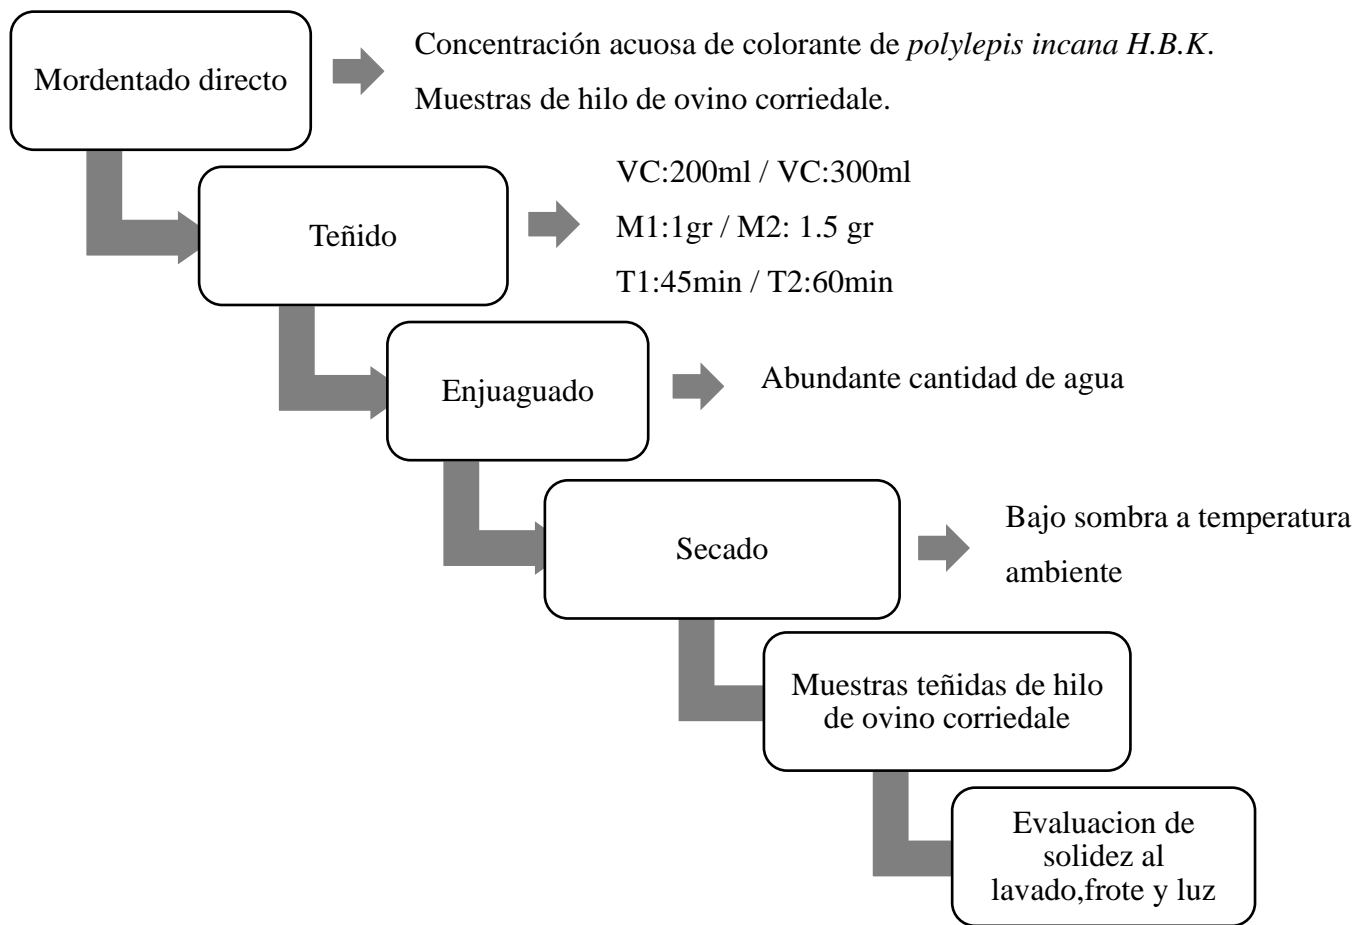 Mordentado directo
Concentración acuosa de colorante de polylepis incana H.B.K.
Muestras de hilo de ovino corriedale.
Teñido
VC:200ml / VC:300ml
M1:1gr / M2: 1.5 gr
T1:45min / T2:60min
Enjuaguado
Abundante cantidad de agua
Secado
Bajo sombra a temperatura
ambiente
Muestras teñidas de hilo
de ovino corriedale
Evaluacion de
solidez al
lavado,frote y luz